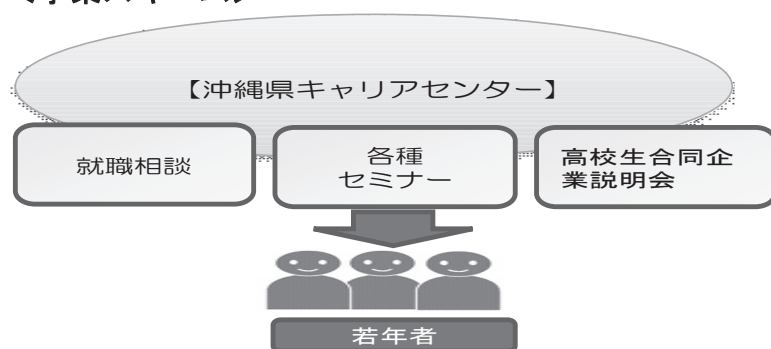 【沖縄県キャリアセンター】
就職相談
各種
セミナー
高校生合同企
業説明会
若年者